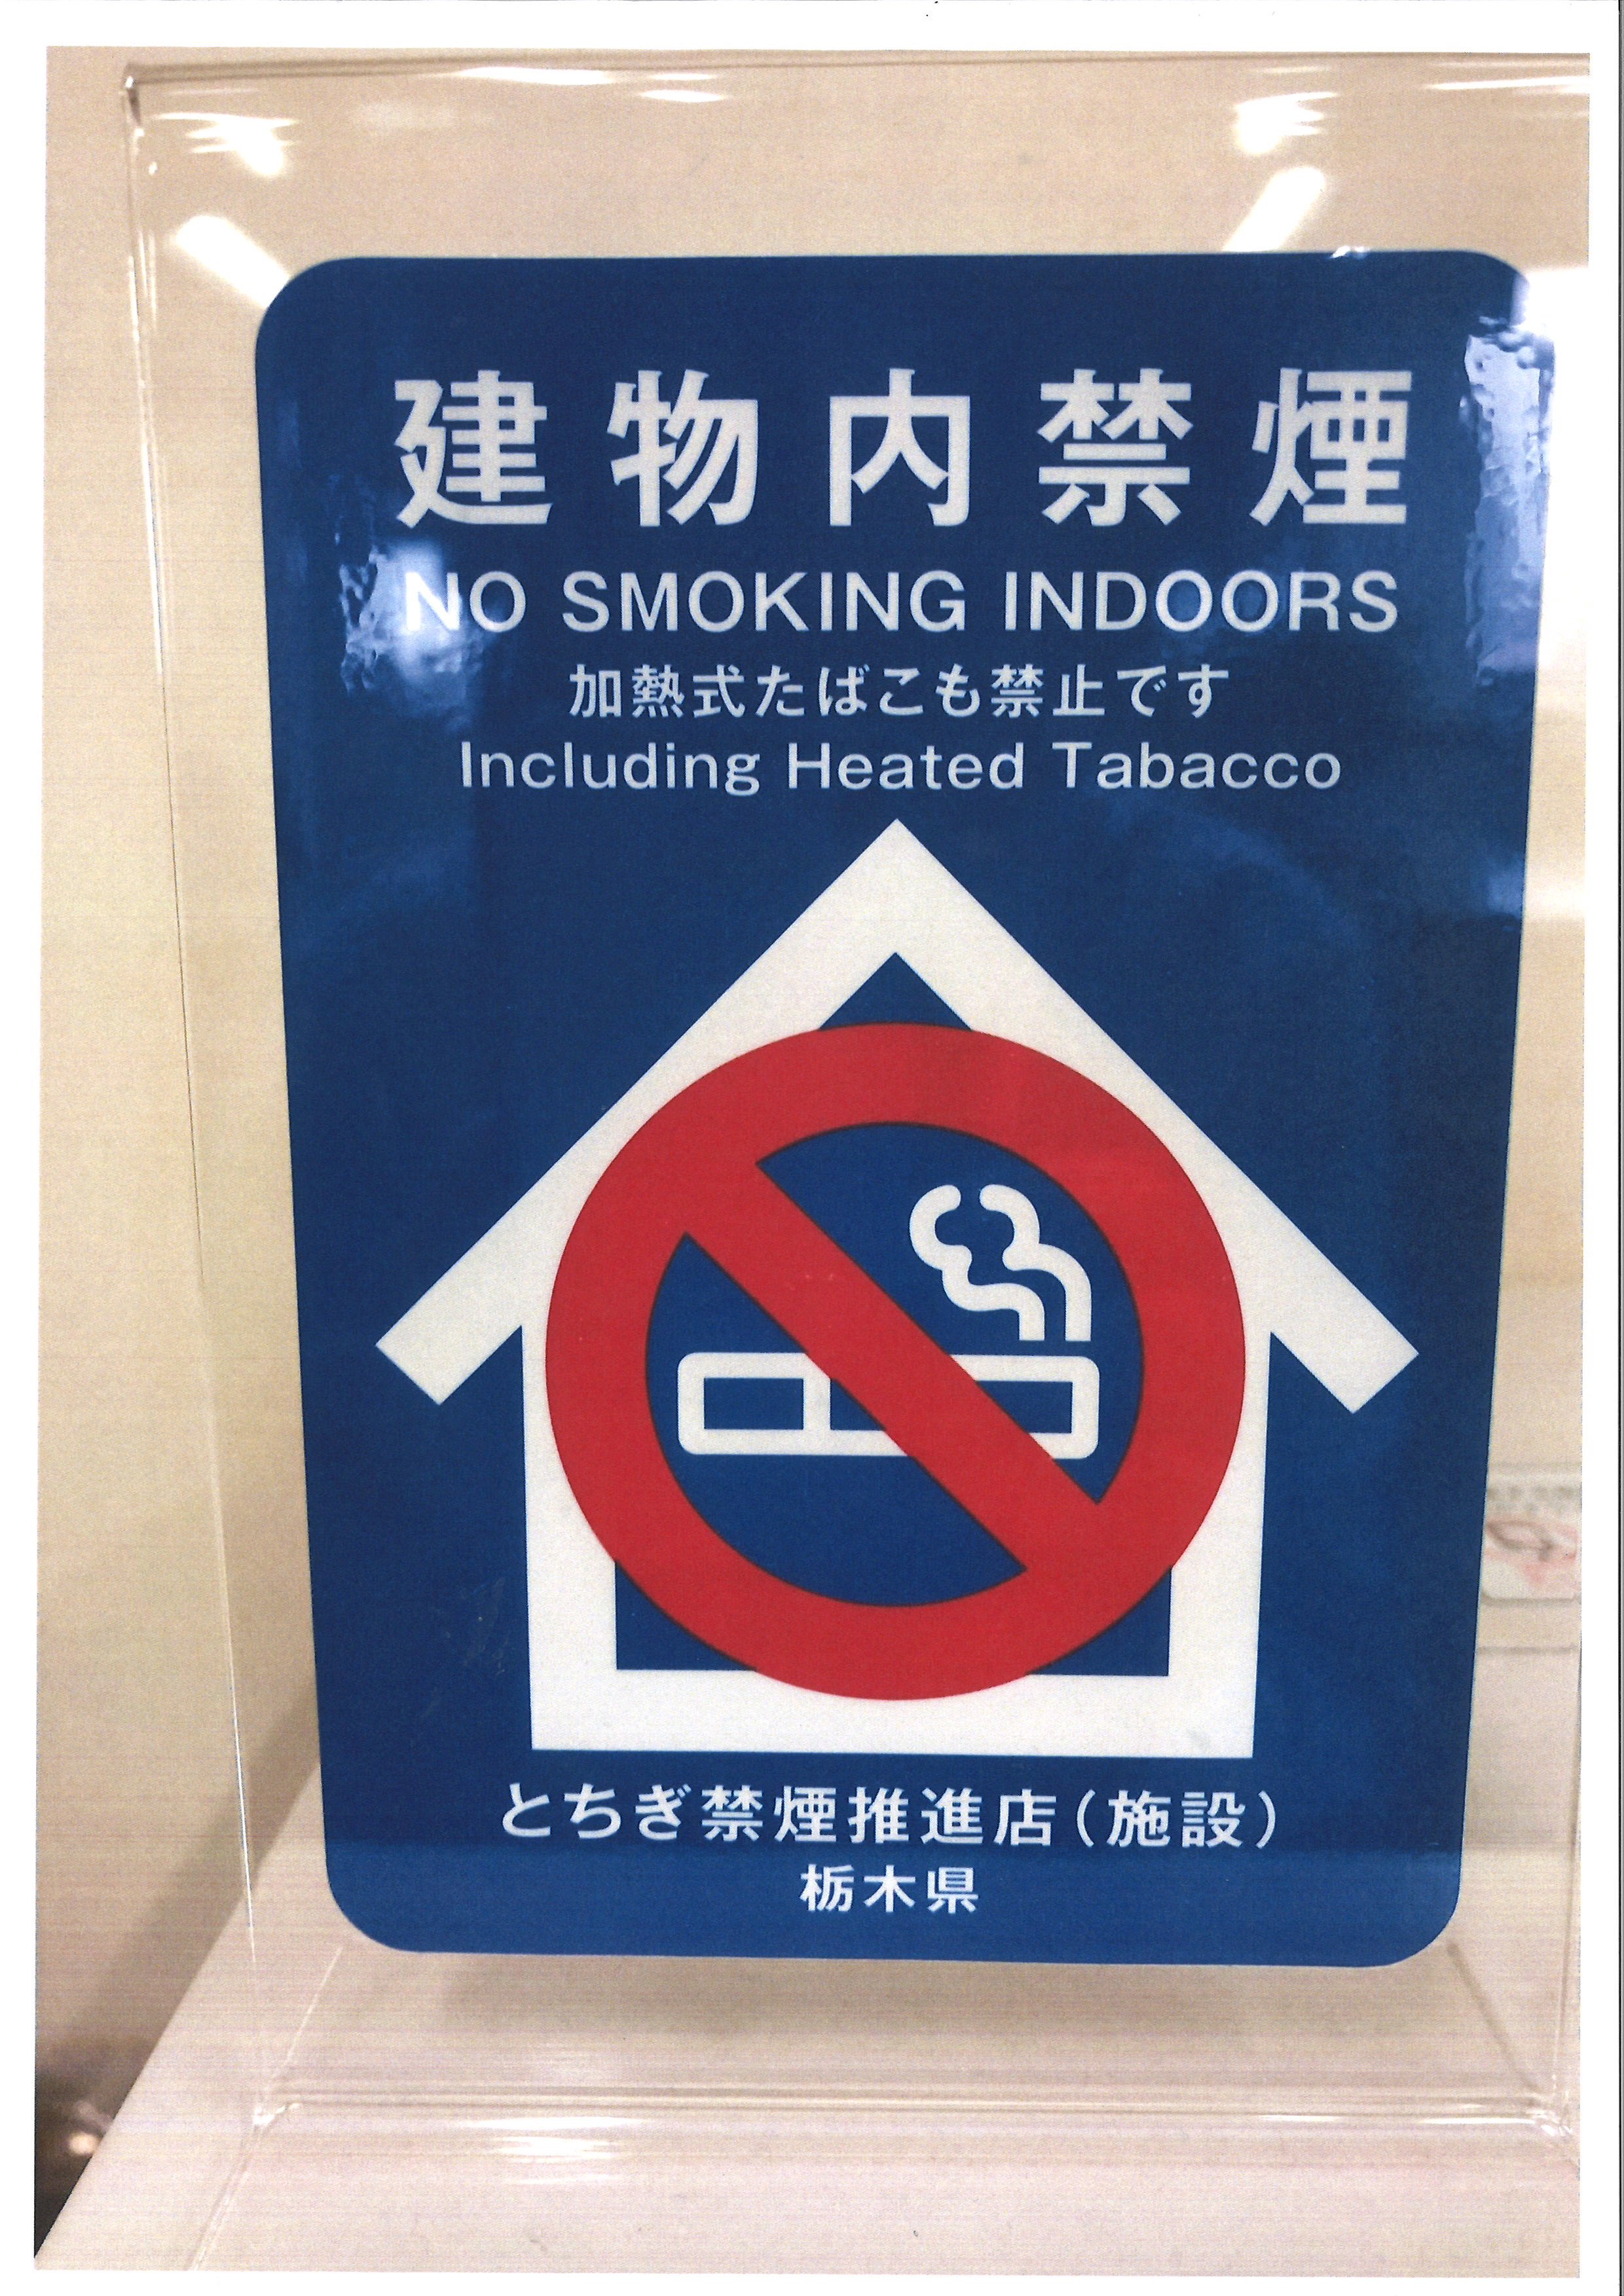 建物内禁煙
NO SMOKING INDOORS
加熱式たばこも禁止です
Including Heated Tabacco
とちぎ禁煙推進店(施設)
栃木県